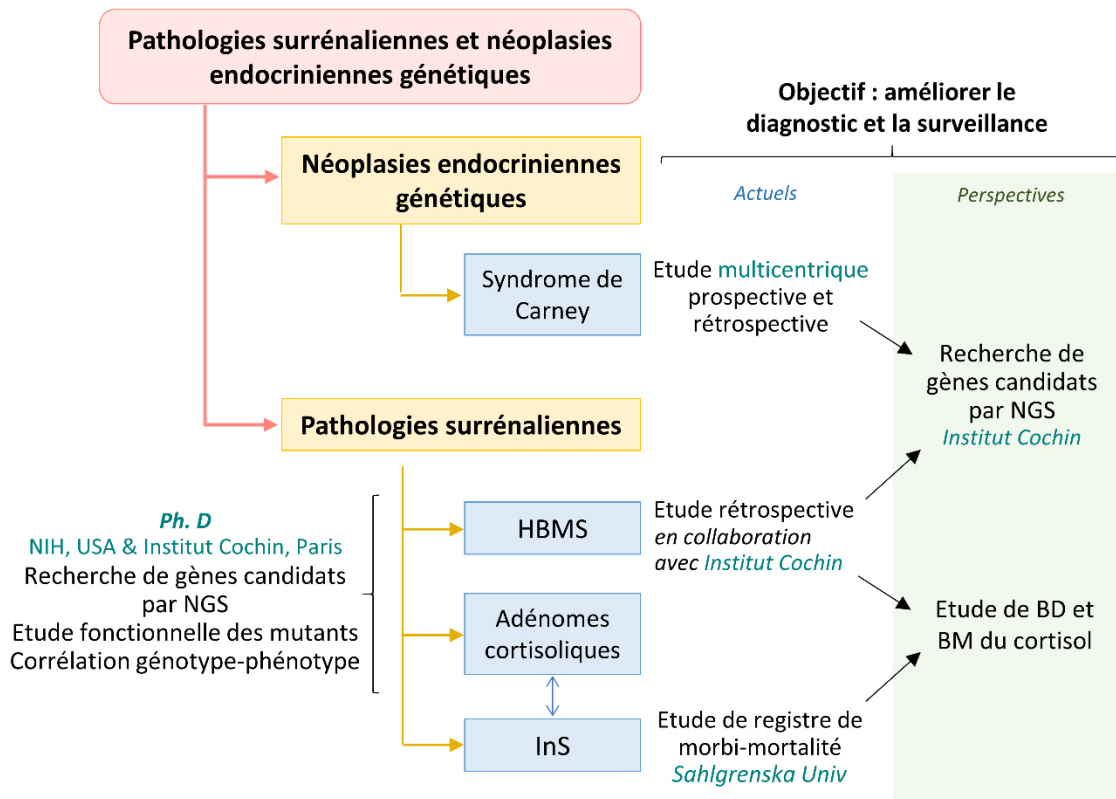 Pathologies surrénaliennes et néoplasies
endocriniennes génétiques
Objectif : améliorer le
diagnostic et la surveillance
Néoplasies endocriniennes
génétiques
Actuels
Perspectives
Syndrome de
Carney
Etude multicentrique
prospective et
rétrospective
Recherche de
gènes candidats
par NGS
Institut Cochin
Pathologies surrénaliennes
Ph. D
NIH, USA & Institut Cochin, Paris
Recherche de gènes candidats
par NGS
Etude fonctionnelle des mutants
Corrélation génotype-phénotype
HBMS
Etude rétrospective
en collaboration
avec Institut Cochin
Adénomes
cortisoliques
Etude de BD et
BM du cortisol
InS
Etude de registre de
morbi-mortalité
Sahlgrenska Univ